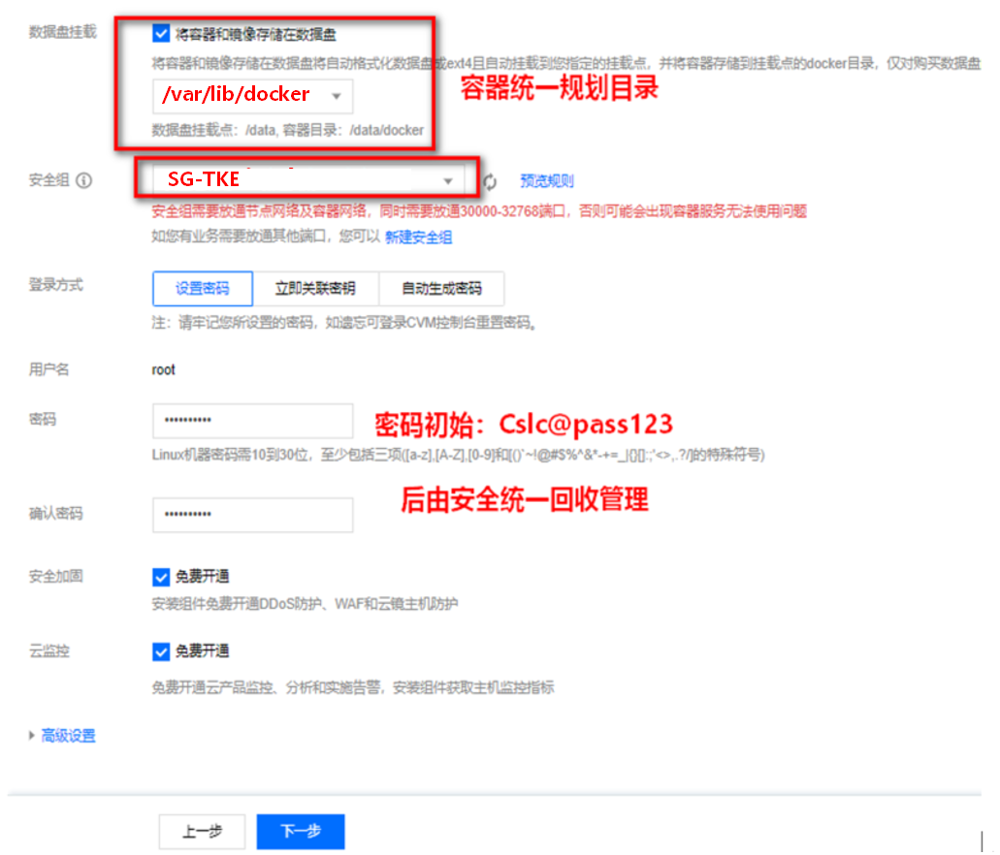 数据盘挂载
将容器和镜像存储在数据盘
将容器和镜像存储在数据盘将自动格式化数据盘成ext4且自动挂载到您指定的挂载点，并将容器存储到挂载点的docker目录，仅对购买数据盘
/var/lib/docker
容器统一规划目录
数据盘挂载点：/data, 容器目录：/data/docker
安全组
SG-TKE
预览规则
安全组需要放通节点网络及容器网络，同时需要放通30000-32768端口，否则可能会出现容器服务无法使用问题
如您有业务需要放通其他端口，您可以 新建安全组
登录方式
设置密码
立即关联密钥
自动生成密码
注：请牢记您所设置的密码，如遗忘可登录CVM控制台重置密码。
用户名
root
密码
••••••••••
密码初始：Cslc@pass123
Linux机器密码需10到30位，至少包括三项([a-z],[A-Z],[0-9]和[()`~!@#$%^&*-+=_|{}[]:;'<>,.?/]的特殊符号)
后由安全统一回收管理
确认密码
••••••••••
安全加固
免费开通
安装组件免费开通DDoS防护、WAF和云镜主机防护
云监控
免费开通
免费开通云产品监控、分析和实施告警，安装组件获取主机监控指标
高级设置
上一步
下一步